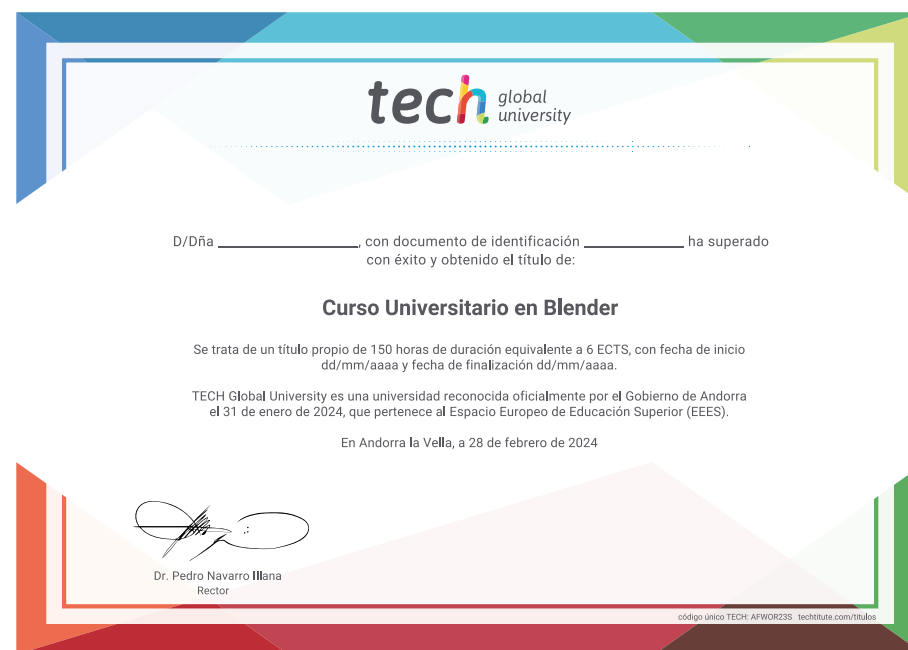 tech global university
D/Dña ____________________, con documento de identificación ______________ ha superado
con éxito y obtenido el título de:
Curso Universitario en Blender
Se trata de un título propio de 150 horas de duración equivalente a 6 ECTS, con fecha de inicio
dd/mm/aaaa y fecha de finalización dd/mm/aaaa.
TECH Global University es una universidad reconocida oficialmente por el Gobierno de Andorra
el 31 de enero de 2024, que pertenece al Espacio Europeo de Educación Superior (EEES).
En Andorra la Vella, a 28 de febrero de 2024
Dr. Pedro Navarro Illana
Rector
código único TECH: AFWOR23S techtitute.com/titulos